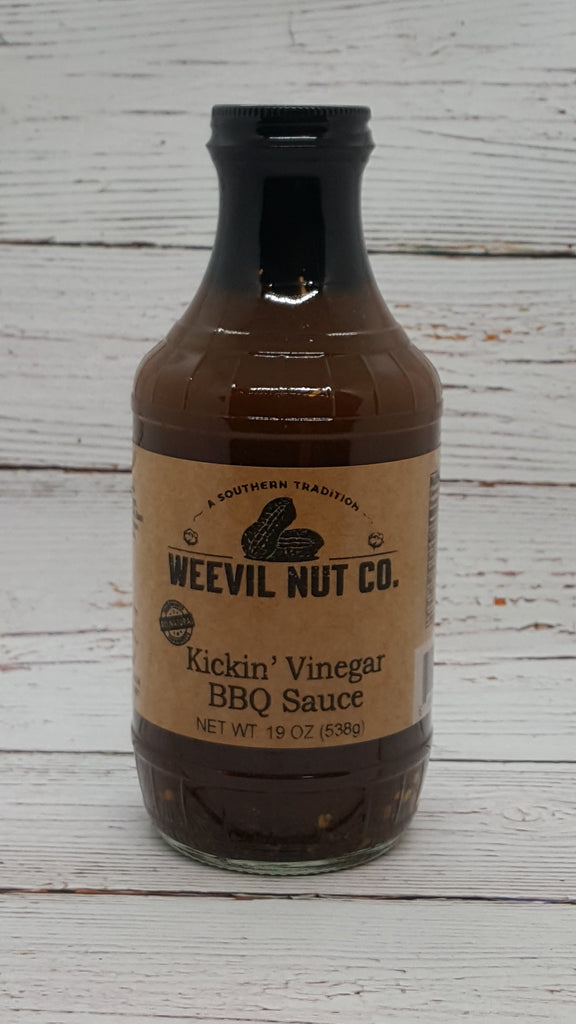 A SOUTHERN TRADITION
WEEVIL NUT CO.
Kickin' Vinegar
BBQ Sauce
NET WT 19 OZ (538g)